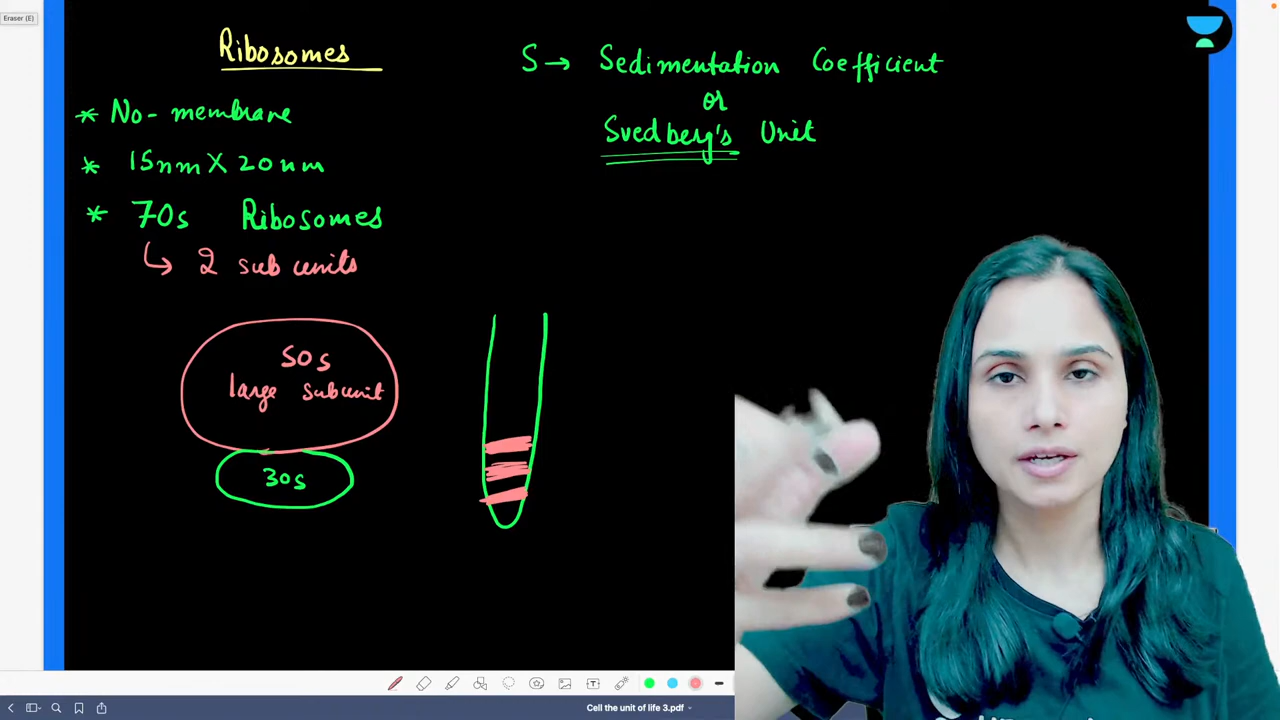 Eraser (E)
Ribosomes
* No-membrane
* 15nm X 20nm
* 70s Ribosomes
↳ 2 sub units
50s
large subunit
30s
S → Sedimentation Coefficient
or
Svedberg's Unit
Cell the unit of life 3.pdf